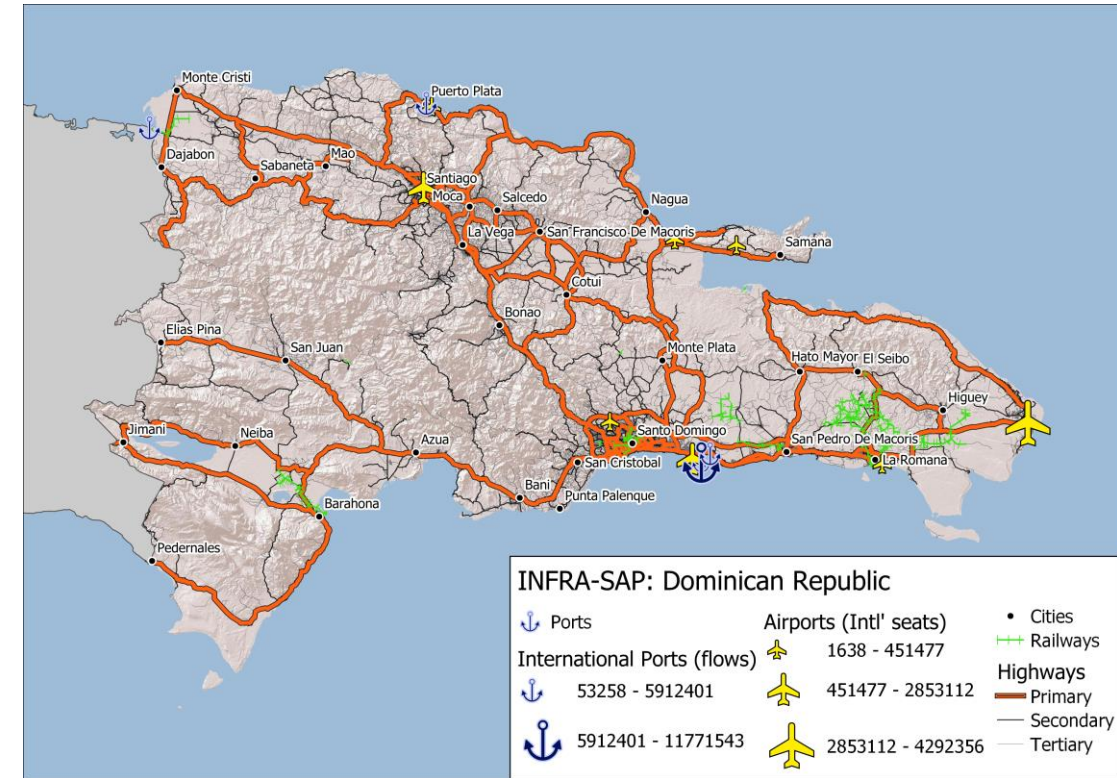 Monte Cristi
Puerto Plata
Dajabon
Sabaneta
Mao
Santiago
Moca
Salcedo
Nagua
La Vega
San Francisco De Macoris
Samana
Cotui
Bonao
Elias Pina
San Juan
Monte Plata
Hato Mayor
El Seibo
Higuey
Jimani
Neiba
Azua
Santo Domingo
San Pedro De Macoris
San Cristobal
La Romana
Bani
Punta Palenque
Barahona
Pedernales
INFRA-SAP: Dominican Republic
Ports
International Ports (flows)
53258 - 5912401
5912401 - 11771543
Airports (Intl' seats)
1638 - 451477
451477 - 2853112
2853112 - 4292356
Cities
Railways
Highways
Primary
Secondary
Tertiary